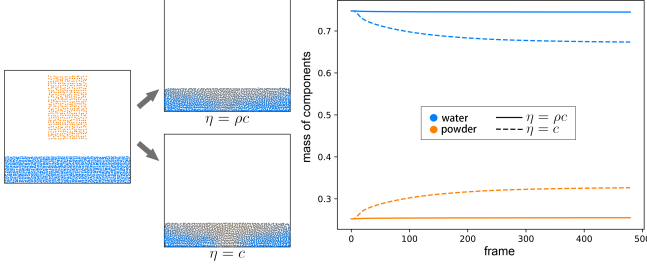 η = ρc
η = c
mass of components
0.7
0.6
0.5
0.4
0.3
water
powder
η = ρc
η = c
0
100
200
300
400
500
frame